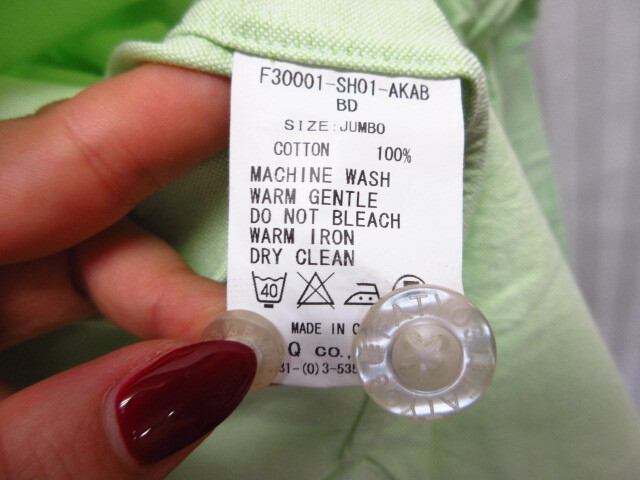 F30001-SH01-AKAB
BD
SIZE:JUMBO
COTTON 100%
MACHINE WASH
WARM GENTLE
DO NOT BLEACH
WARM IRON
DRY CLEAN
40
MADE IN
Q CO.,